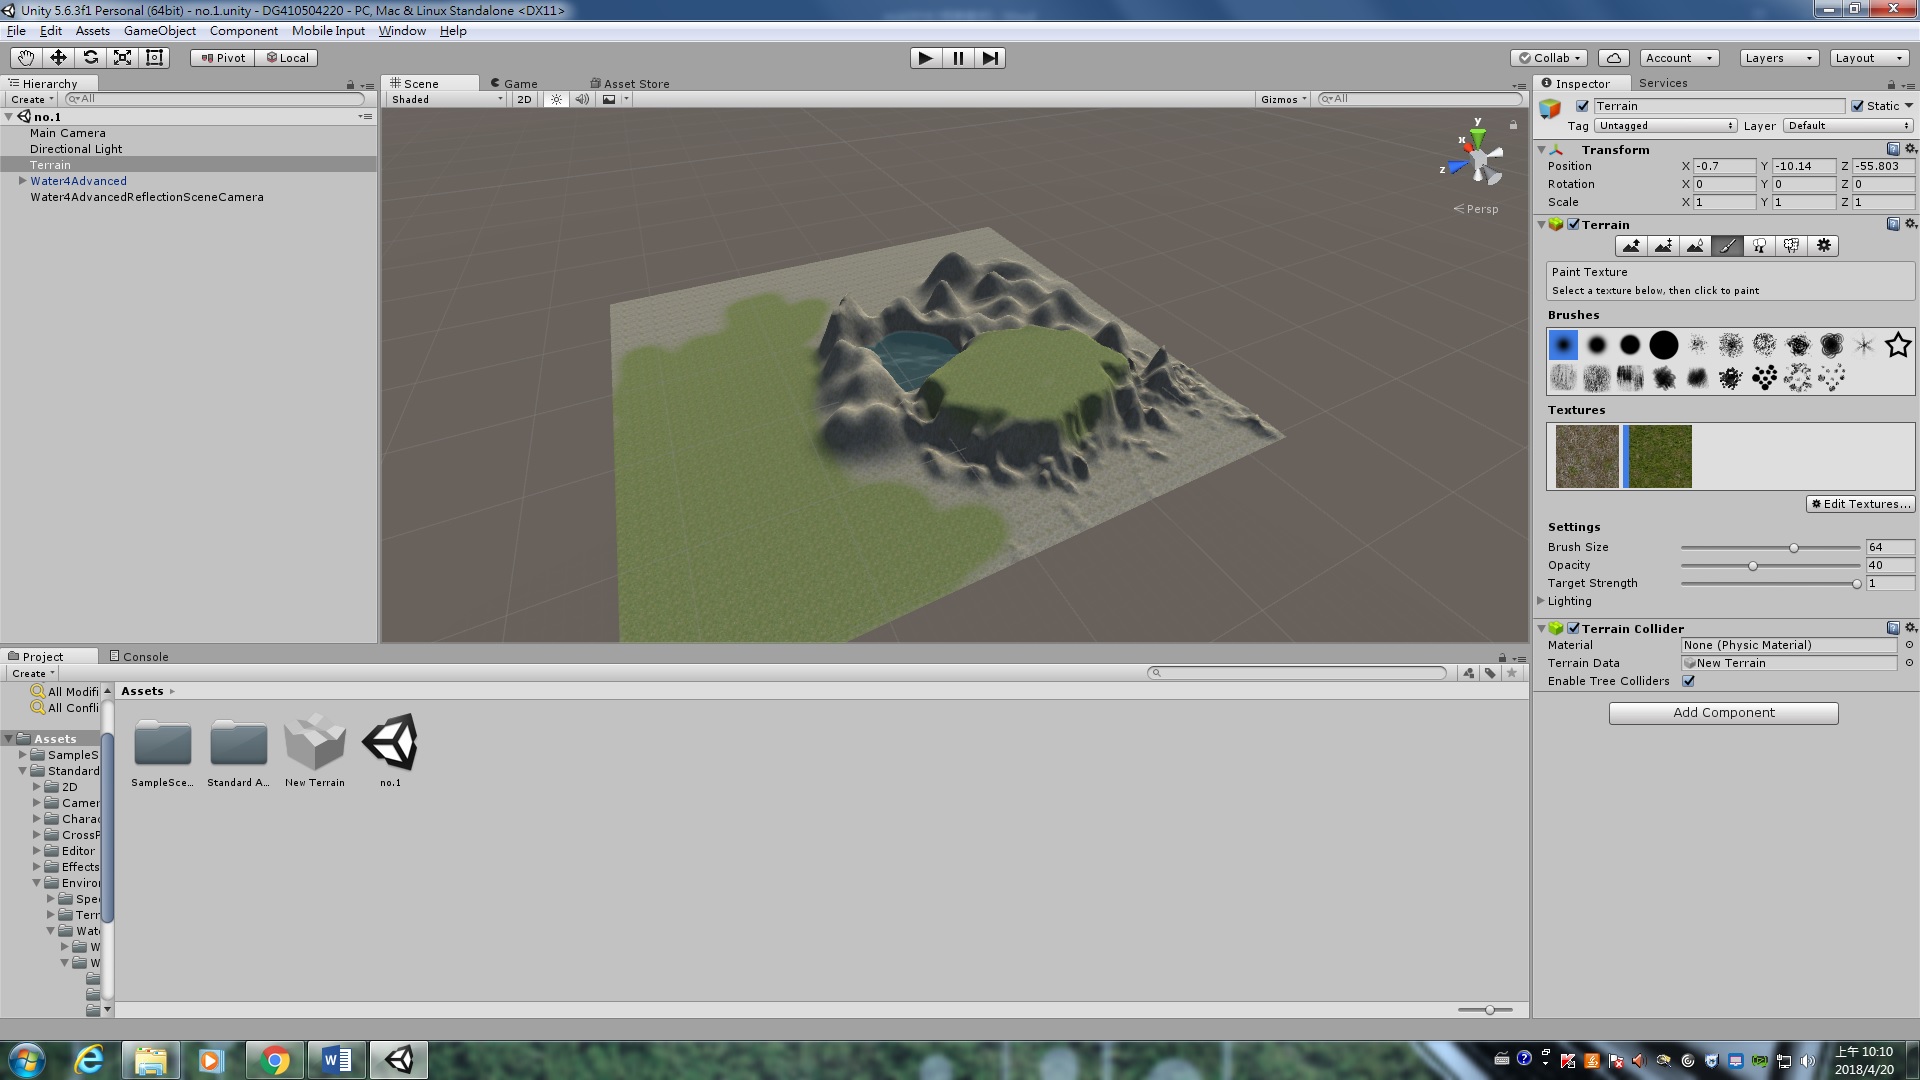 Unity 5.6.3f1 Personal (64bit) - no.1.unity - DG410504220 - PC, Mac & Linux Standalone <DX11>
File Edit Assets GameObject Component Mobile Input Window Help
Pivot Local Collab Account Layers Layout
Hierarchy
Create All
no.1
Main Camera
Directional Light
Terrain
Water4Advanced
Water4AdvancedReflectionSceneCamera
Scene Game Asset Store
Shaded 2D Gizmos All
y
x
z
Persp
Inspector Services
Terrain Static
Tag Untagged Layer Default
Transform
Position X -0.7 Y -10.14 Z -55.803
Rotation X 0 Y 0 Z 0
Scale X 1 Y 1 Z 1
Terrain
Paint Texture
Select a texture below, then click to paint
Brushes
Textures
Edit Textures...
Settings
Brush Size 64
Opacity 40
Target Strength 1
Lighting
Terrain Collider
Material None (Physic Material)
Terrain Data New Terrain
Enable Tree Colliders
Add Component
Project Console
Create
All Modifi
All Confli
Assets
SampleS
Standard
2D
Camer
Charac
CrossP
Editor
Effects
Enviror
Spee
Terr
Wate
W
W
Assets
SampleSce...
Standard A...
New Terrain
no.1
上午 10:10
2018/4/20